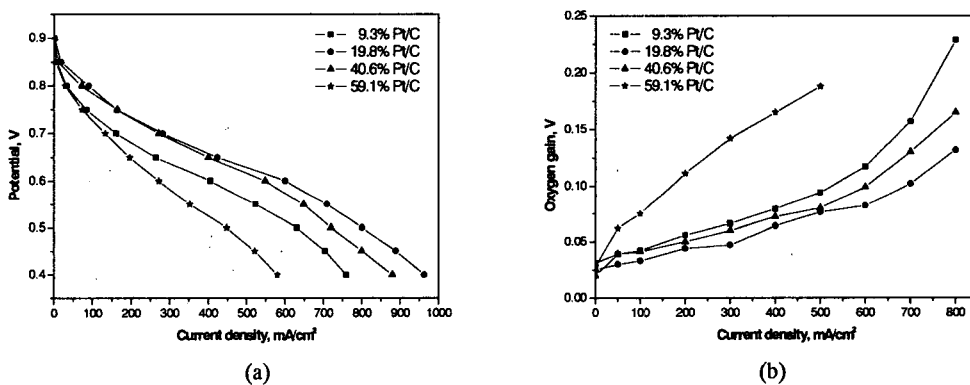 9.3% Pt/C
19.8% Pt/C
40.6% Pt/C
59.1% Pt/C
0.9
0.8
0.7
0.6
0.5
0.4
Potential, V
0 100 200 300 400 500 600 700 800 900 1000
Current density, mA/cm²
(a)
9.3% Pt/C
19.8% Pt/C
40.6% Pt/C
59.1% Pt/C
0.25
0.20
0.15
0.10
0.05
0.00
Oxygen gain, V
0 100 200 300 400 500 600 700 800
Current density, mA/cm²
(b)